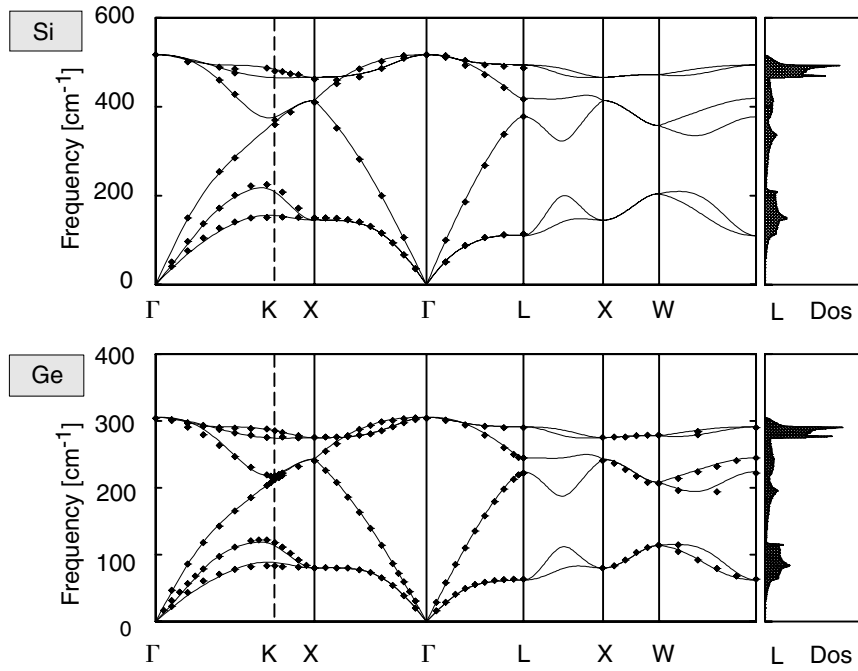 Si
600
400
200
0
Frequency [cm-1]
Γ K X Γ L X W L Dos
Ge
400
300
200
100
0
Frequency [cm-1]
Γ K X Γ L X W L Dos